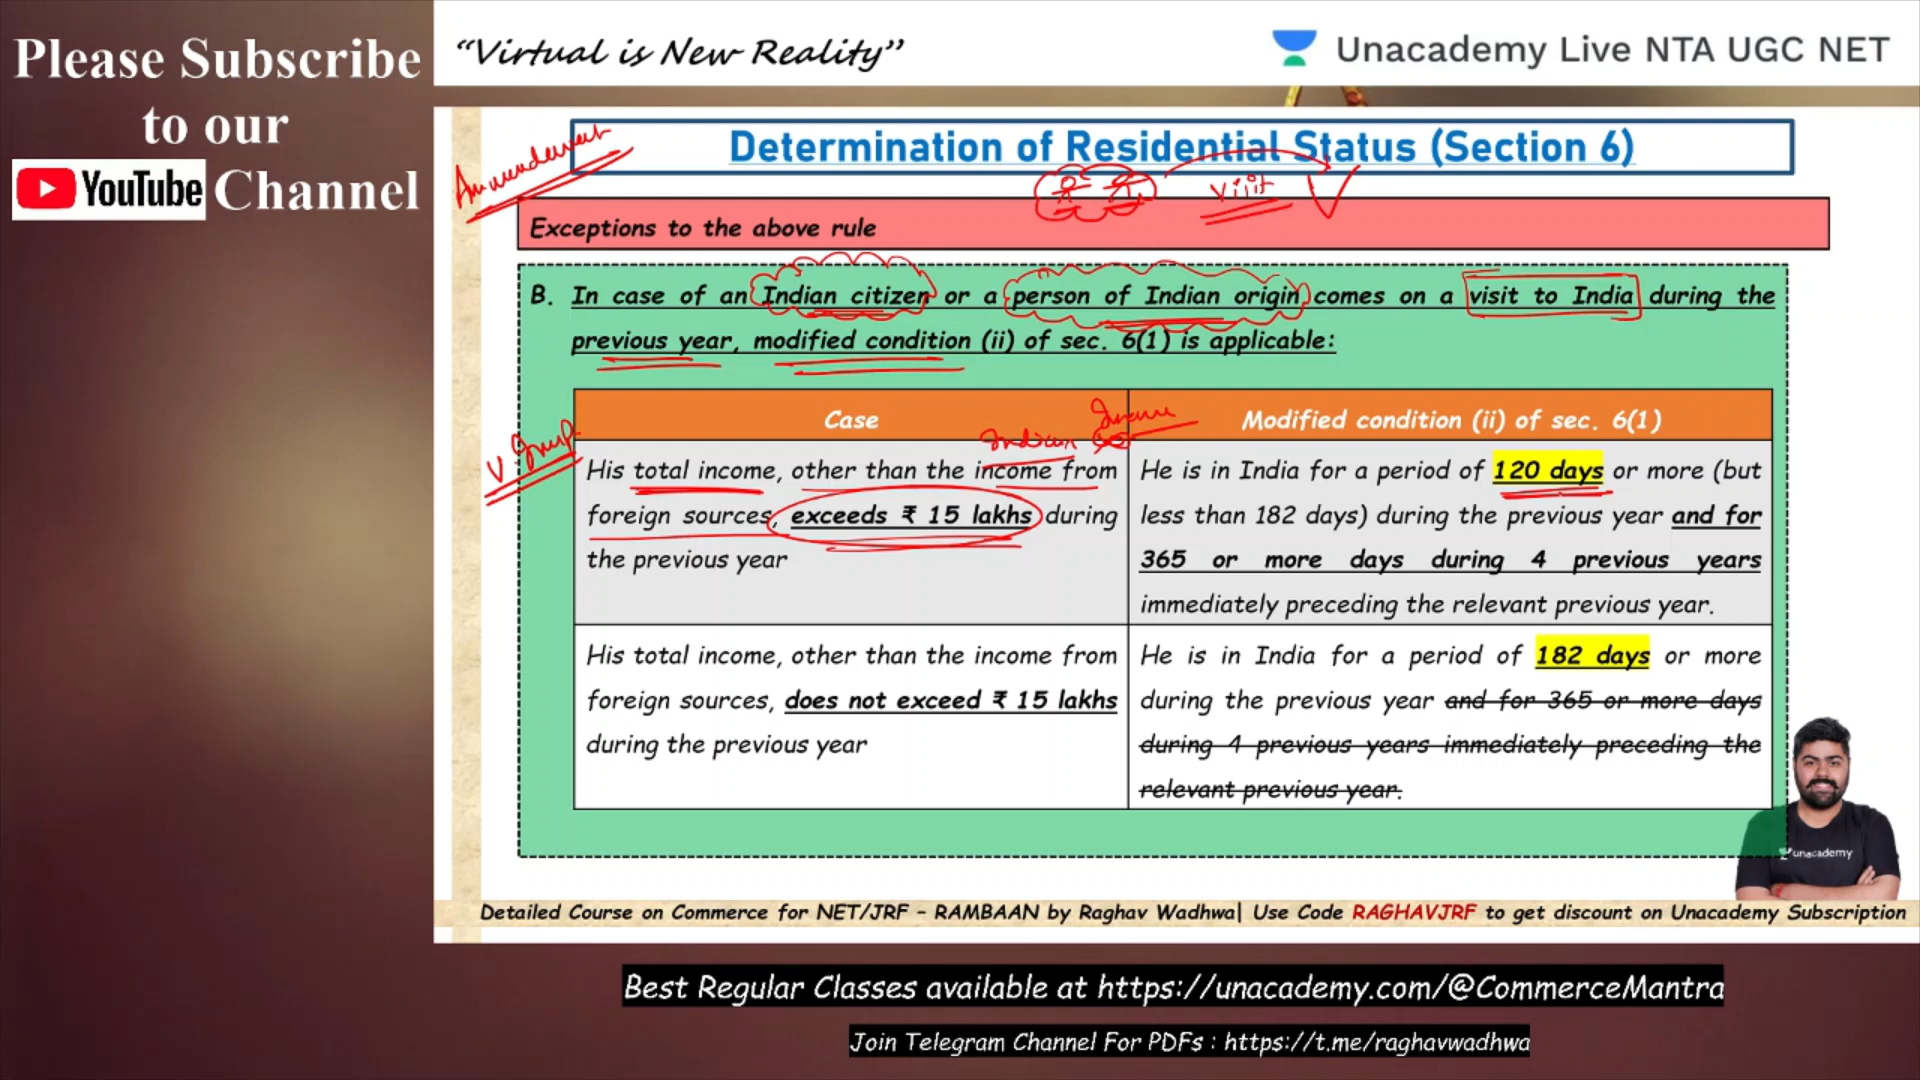 Please Subscribe
to our
YouTube Channel
"Virtual is New Reality"
Unacademy Live NTA UGC NET
Determination of Residential Status (Section 6)
Visit
Exceptions to the above rule
B. In case of an Indian citizen or a person of Indian origin comes on a visit to India during the
previous year, modified condition (ii) of sec. 6(1) is applicable:
Case
Modified condition (ii) of sec. 6(1)
Indian
Income
His total income, other than the income from
foreign sources, exceeds ₹ 15 lakhs during
the previous year
He is in India for a period of 120 days or more (but
less than 182 days) during the previous year and for
365 or more days during 4 previous years
immediately preceding the relevant previous year.
His total income, other than the income from
foreign sources, does not exceed ₹ 15 lakhs
during the previous year
He is in India for a period of 182 days or more
during the previous year and for 365 or more days
during 4 previous years immediately preceding the
relevant previous year.
unacademy
Detailed Course on Commerce for NET/JRF – RAMBAAN by Raghav Wadhwa| Use Code RAGHAVJRF to get discount on Unacademy Subscription
Best Regular Classes available at https://unacademy.com/@CommerceMantra
Join Telegram Channel For PDFs : https://t.me/raghavwadhwa